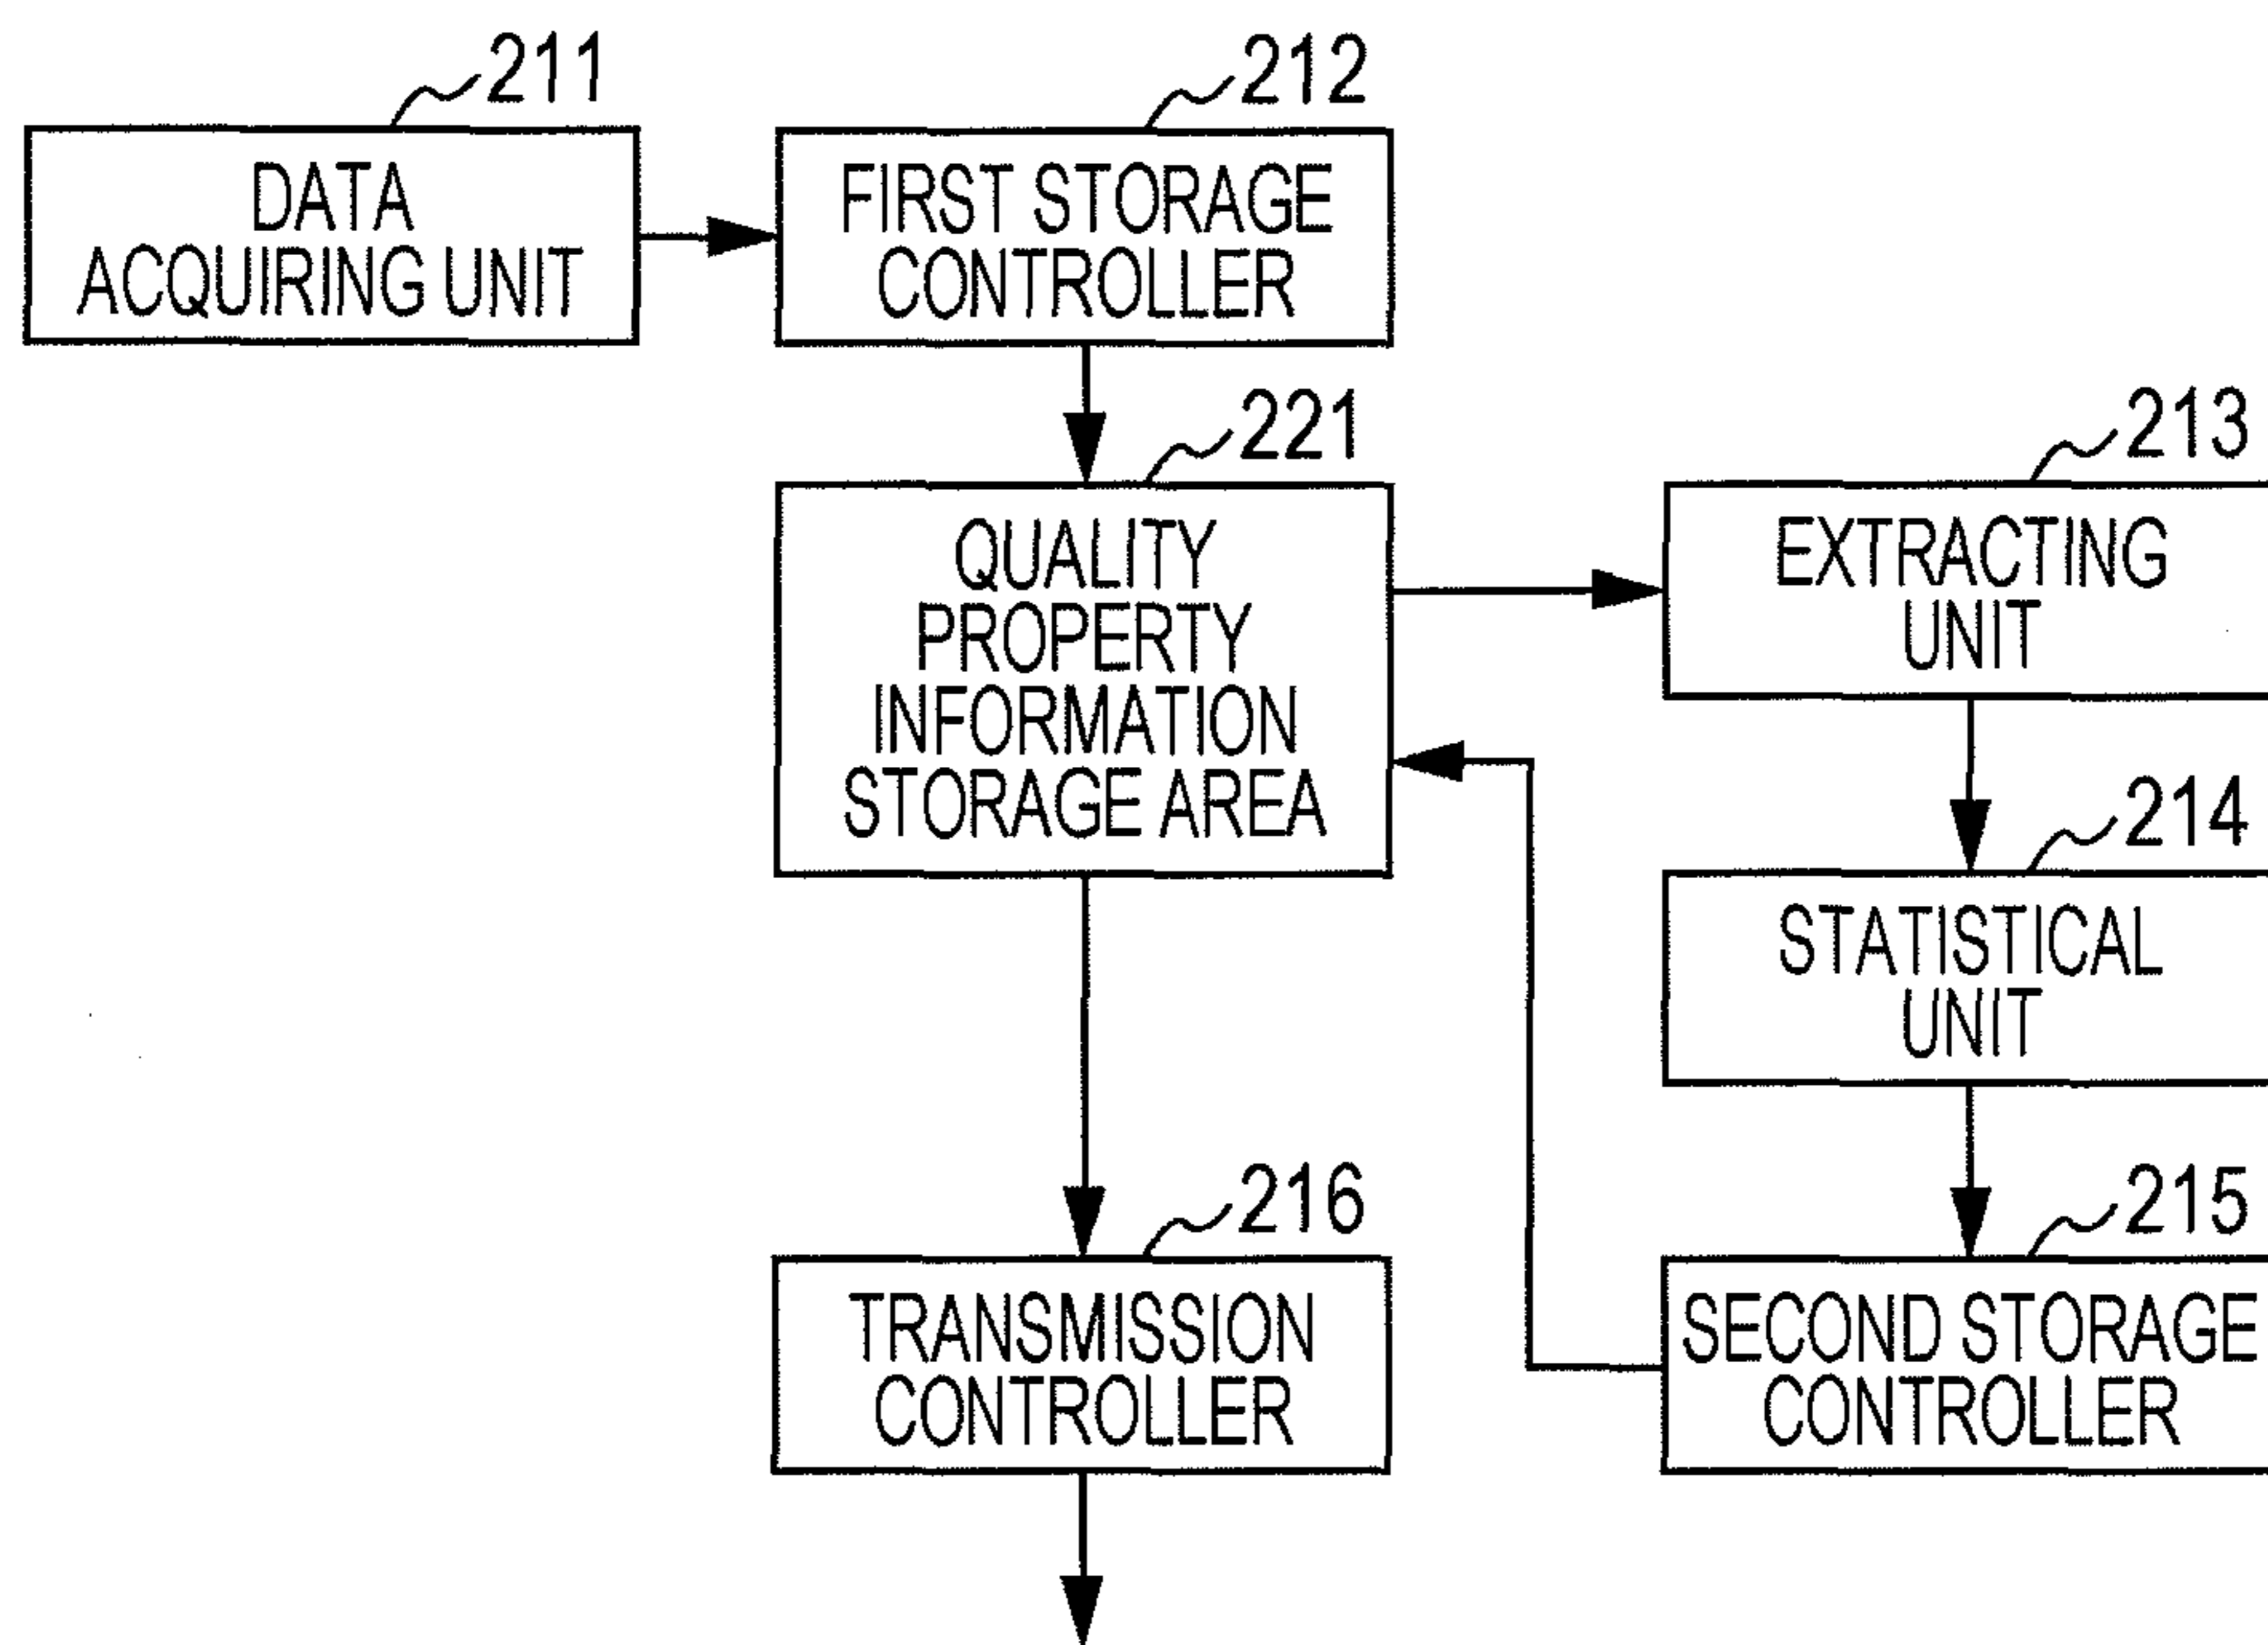 211
DATA
ACQUIRING UNIT
212
FIRST STORAGE
CONTROLLER
221
QUALITY
PROPERTY
INFORMATION
STORAGE AREA
213
EXTRACTING
UNIT
214
STATISTICAL
UNIT
216
TRANSMISSION
CONTROLLER
215
SECOND STORAGE
CONTROLLER